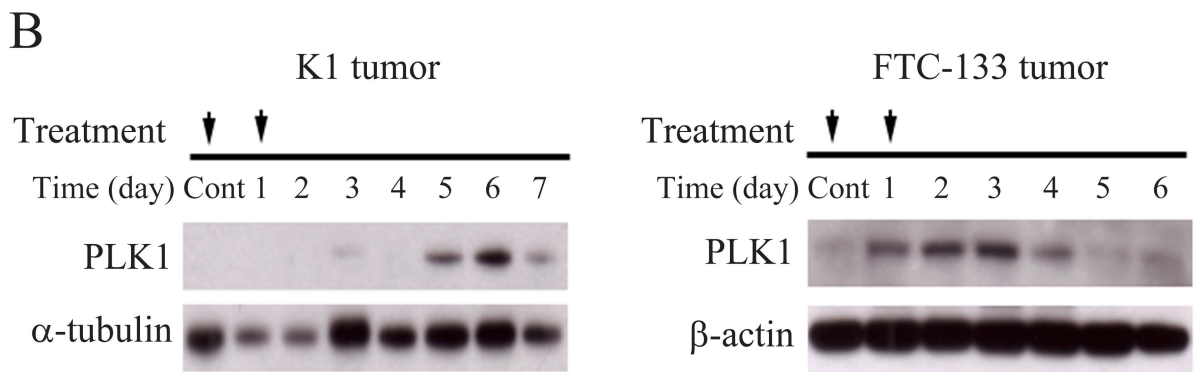 B
K1 tumor
Treatment
Time (day) Cont 1 2 3 4 5 6 7
PLK1
α-tubulin
FTC-133 tumor
Treatment
Time (day) Cont 1 2 3 4 5 6
PLK1
β-actin